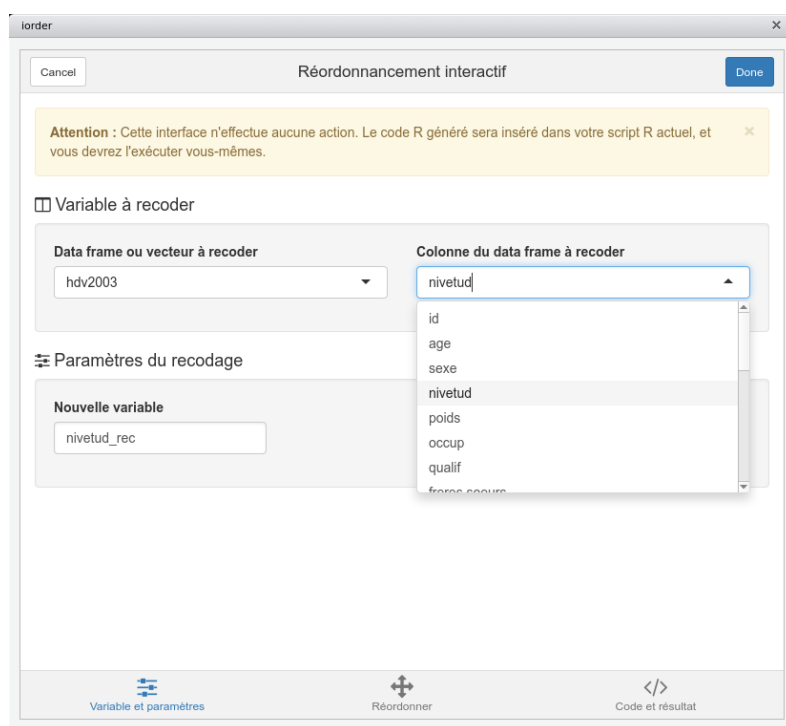 iorder
Cancel
Réordonnancement interactif
Done
Attention : Cette interface n'effectue aucune action. Le code R généré sera inséré dans votre script R actuel, et
vous devrez l'exécuter vous-mêmes.
Variable à recoder
Data frame ou vecteur à recoder
Colonne du data frame à recoder
hdv2003
nivetud
id
age
sexe
nivetud
poids
occup
qualif
freres.soeurs
Paramètres du recodage
Nouvelle variable
nivetud_rec
Variable et paramètres
Réordonner
Code et résultat